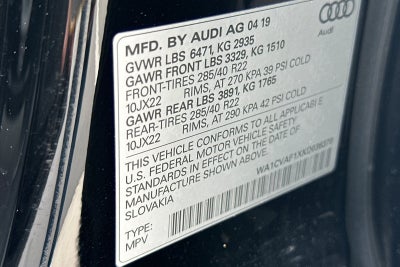 MFD. BY AUDI AG 04 19
GVWR LBS 6471, KG 2935
GAWR FRONT LBS 3329, KG 1510
FRONT-TIRES 285/40 R22
10JX22 RIMS, AT 270 KPA 39 PSI COLD
GAWR REAR LBS 3891, KG 1765
REAR-TIRES 285/40 R22
10JX22 RIMS, AT 290 KPA 42 PSI COLD
THIS VEHICLE CONFORMS TO ALL APPLICABLE
U.S. FEDERAL MOTOR VEHICLE SAFETY
STANDARDS IN EFFECT ON THE DATE OF
MANUFACTURE SHOWN ABOVE.
SLOVAKIA
TYPE:
MPV
Audi